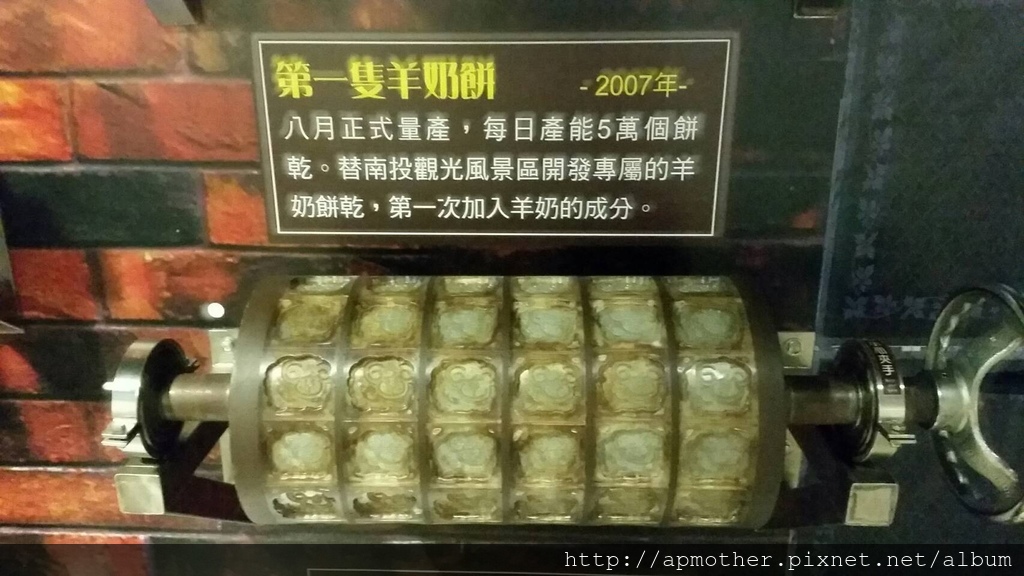 第一隻羊奶餅
- 2007年-
八月正式量產，每日產能5萬個餅
乾。替南投觀光風景區開發專屬的羊
奶餅乾，第一次加入羊奶的成分。
http://apmother.pixnet.net/album